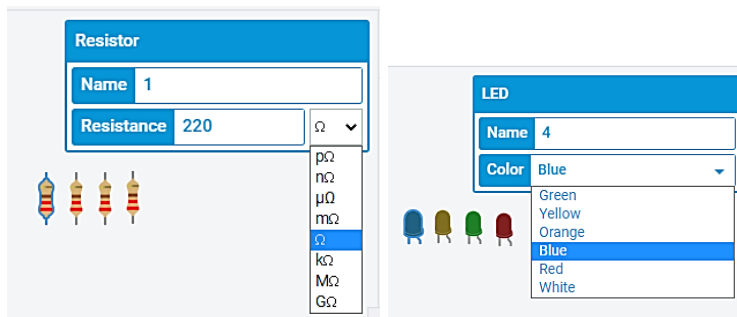 Resistor
Name 1
Resistance 220 Ω
pΩ
nΩ
μΩ
mΩ
Ω
kΩ
MΩ
GΩ
LED
Name 4
Color Blue
Green
Yellow
Orange
Blue
Red
White